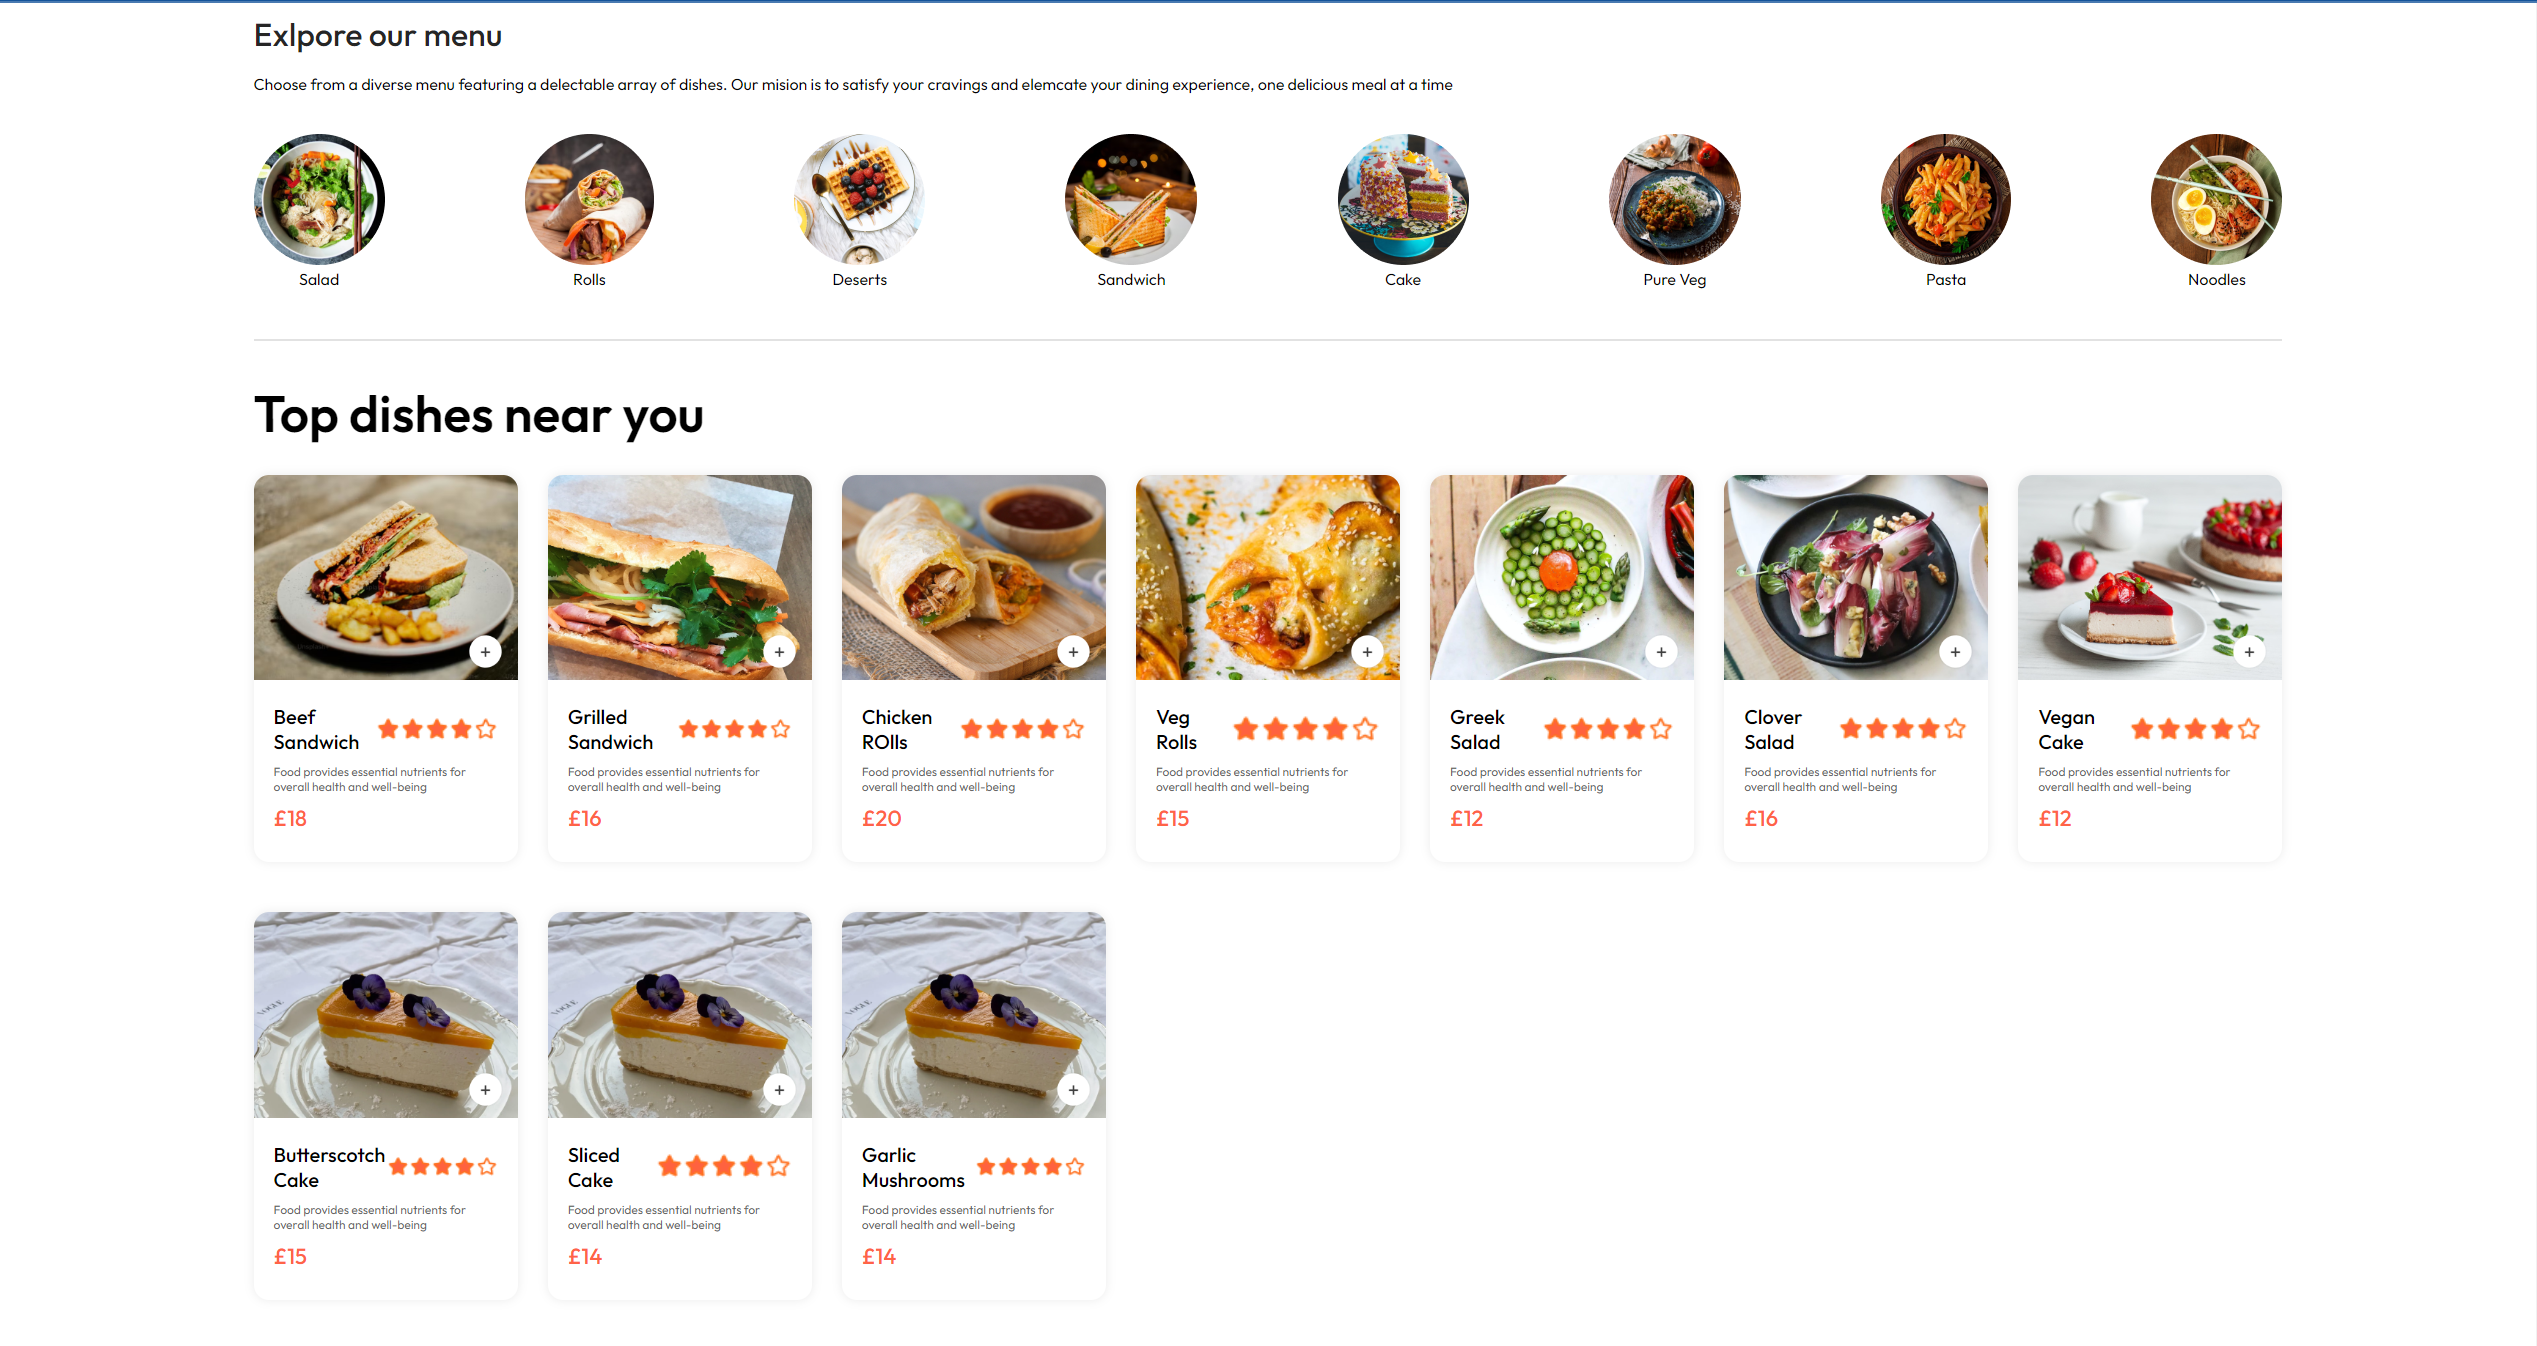 Exlpore our menu
Choose from a diverse menu featuring a delectable array of dishes. Our mision is to satisfy your cravings and elemcate your dining experience, one delicious meal at a time
Salad
Rolls
Deserts
Sandwich
Cake
Pure Veg
Pasta
Noodles
Top dishes near you
Beef
Sandwich
Food provides essential nutrients for
overall health and well-being
£18
Grilled
Sandwich
Food provides essential nutrients for
overall health and well-being
£16
Chicken
ROlls
Food provides essential nutrients for
overall health and well-being
£20
Veg
Rolls
Food provides essential nutrients for
overall health and well-being
£15
Greek
Salad
Food provides essential nutrients for
overall health and well-being
£12
Clover
Salad
Food provides essential nutrients for
overall health and well-being
£16
Vegan
Cake
Food provides essential nutrients for
overall health and well-being
£12
VOGUE
Butterscotch
Cake
Food provides essential nutrients for
overall health and well-being
£15
VOGUE
Sliced
Cake
Food provides essential nutrients for
overall health and well-being
£14
VOGUE
Garlic
Mushrooms
Food provides essential nutrients for
overall health and well-being
£14